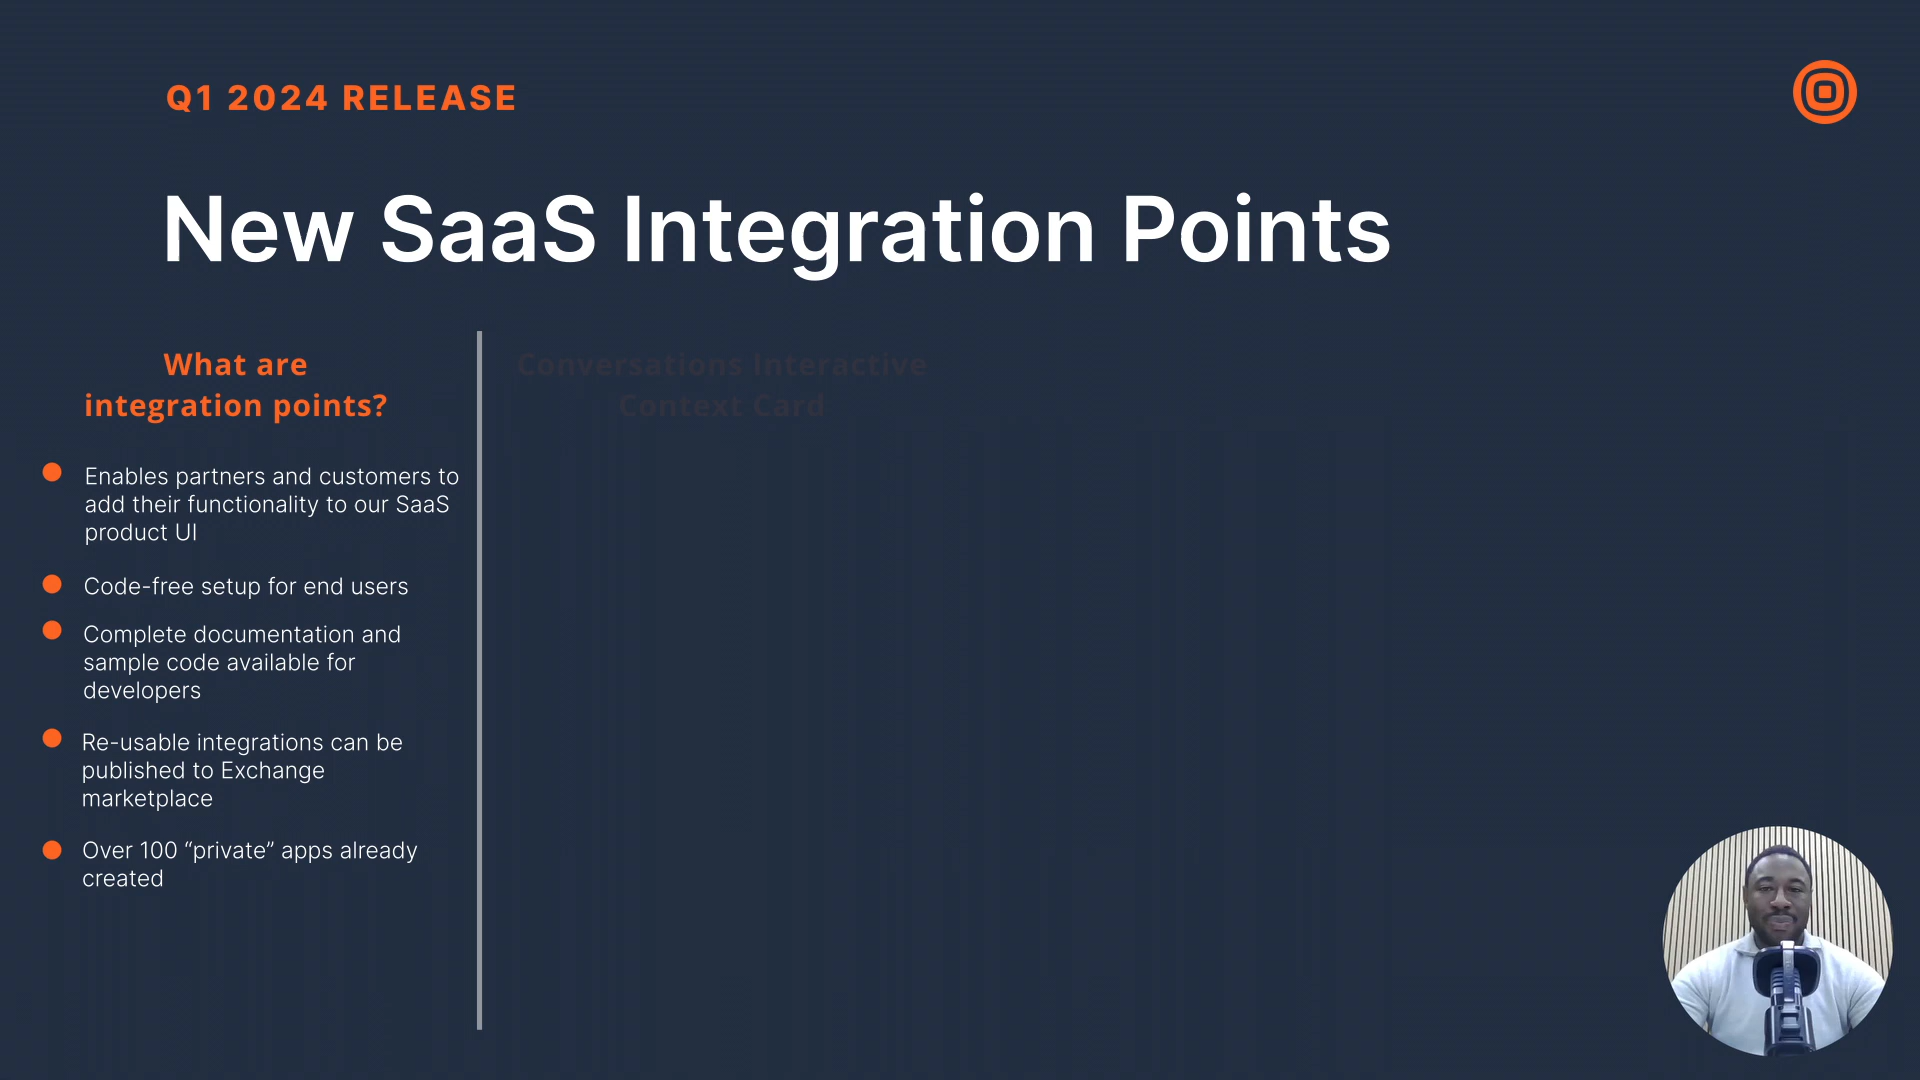 Q1 2024 RELEASE
New SaaS Integration Points
What are
integration points?
Enables partners and customers to
add their functionality to our SaaS
product UI
Code-free setup for end users
Complete documentation and
sample code available for
developers
Re-usable integrations can be
published to Exchange
marketplace
Over 100 “private” apps already
created
Conversations Interactive
Context Card